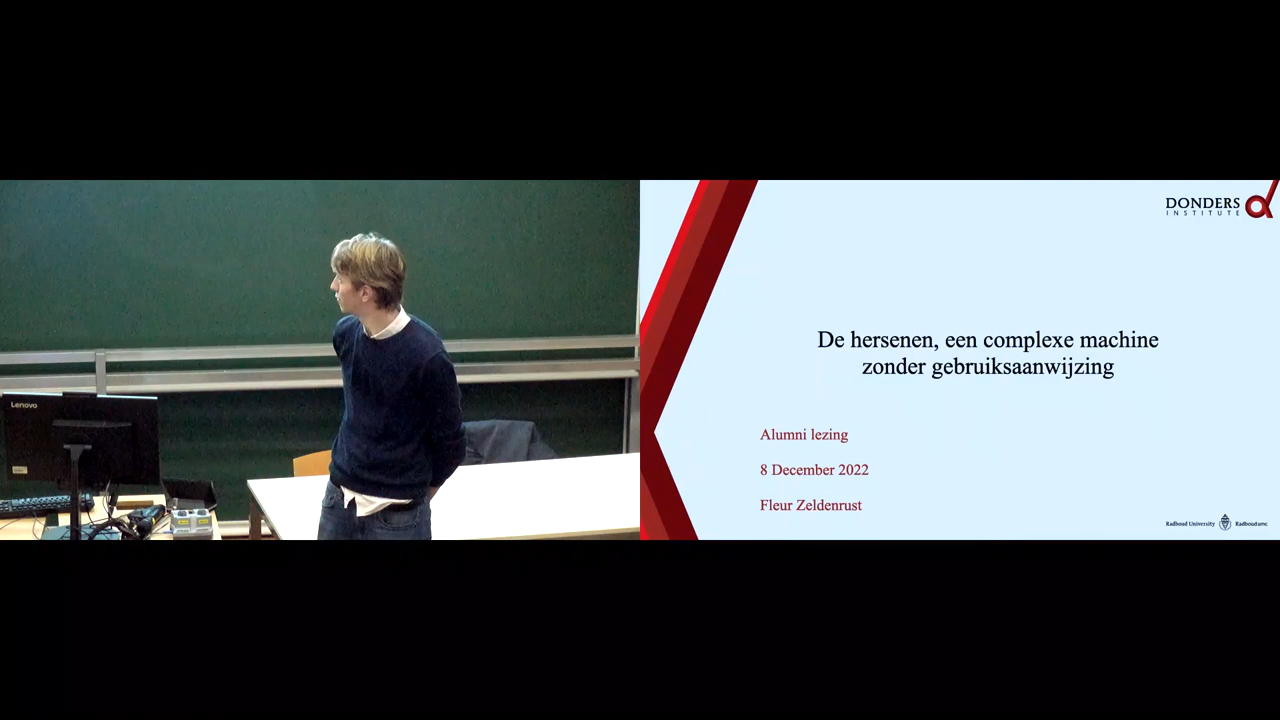 Lenovo
DONDERS
INSTITUTE
De hersenen, een complexe machine
zonder gebruiksaanwijzing
Alumni lezing
8 December 2022
Fleur Zeldenrust
Radboud University
Radboudumc